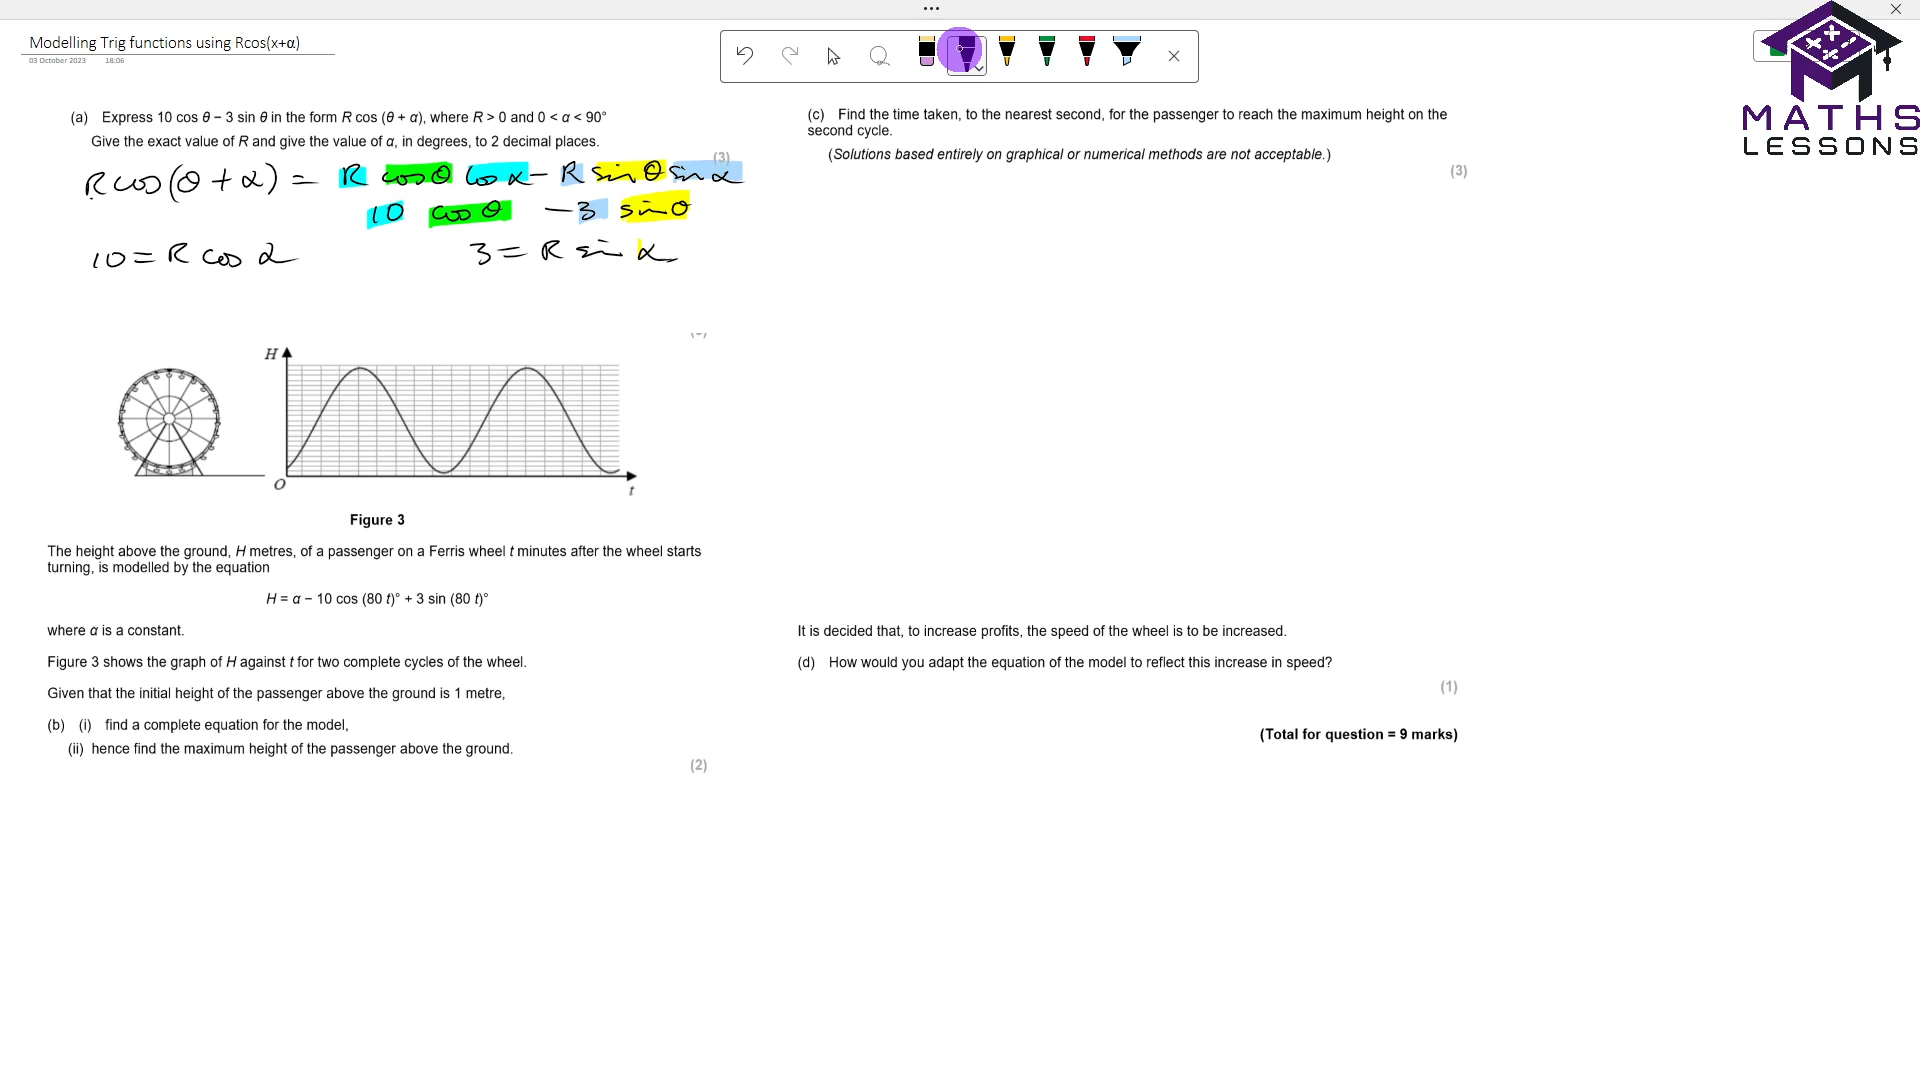 Modelling Trig functions using Rcos(x+α)
03 October 2023 18:06
(a) Express 10 cos θ − 3 sin θ in the form R cos (θ + α), where R > 0 and 0 < α < 90°
Give the exact value of R and give the value of α, in degrees, to 2 decimal places.
(3)
R cos(θ + α) = R cosθ cos α − R sinθ sin α
10 cos θ − 3 sinθ
10 = R cos α
3 = R sin α
H
O
t
Figure 3
The height above the ground, H metres, of a passenger on a Ferris wheel t minutes after the wheel starts
turning, is modelled by the equation
H = α − 10 cos (80 t)° + 3 sin (80 t)°
where α is a constant.
Figure 3 shows the graph of H against t for two complete cycles of the wheel.
Given that the initial height of the passenger above the ground is 1 metre,
(b) (i) find a complete equation for the model,
(ii) hence find the maximum height of the passenger above the ground.
(2)
(c) Find the time taken, to the nearest second, for the passenger to reach the maximum height on the
second cycle.
(Solutions based entirely on graphical or numerical methods are not acceptable.)
(3)
It is decided that, to increase profits, the speed of the wheel is to be increased.
(d) How would you adapt the equation of the model to reflect this increase in speed?
(1)
(Total for question = 9 marks)
MATHS
LESSONS